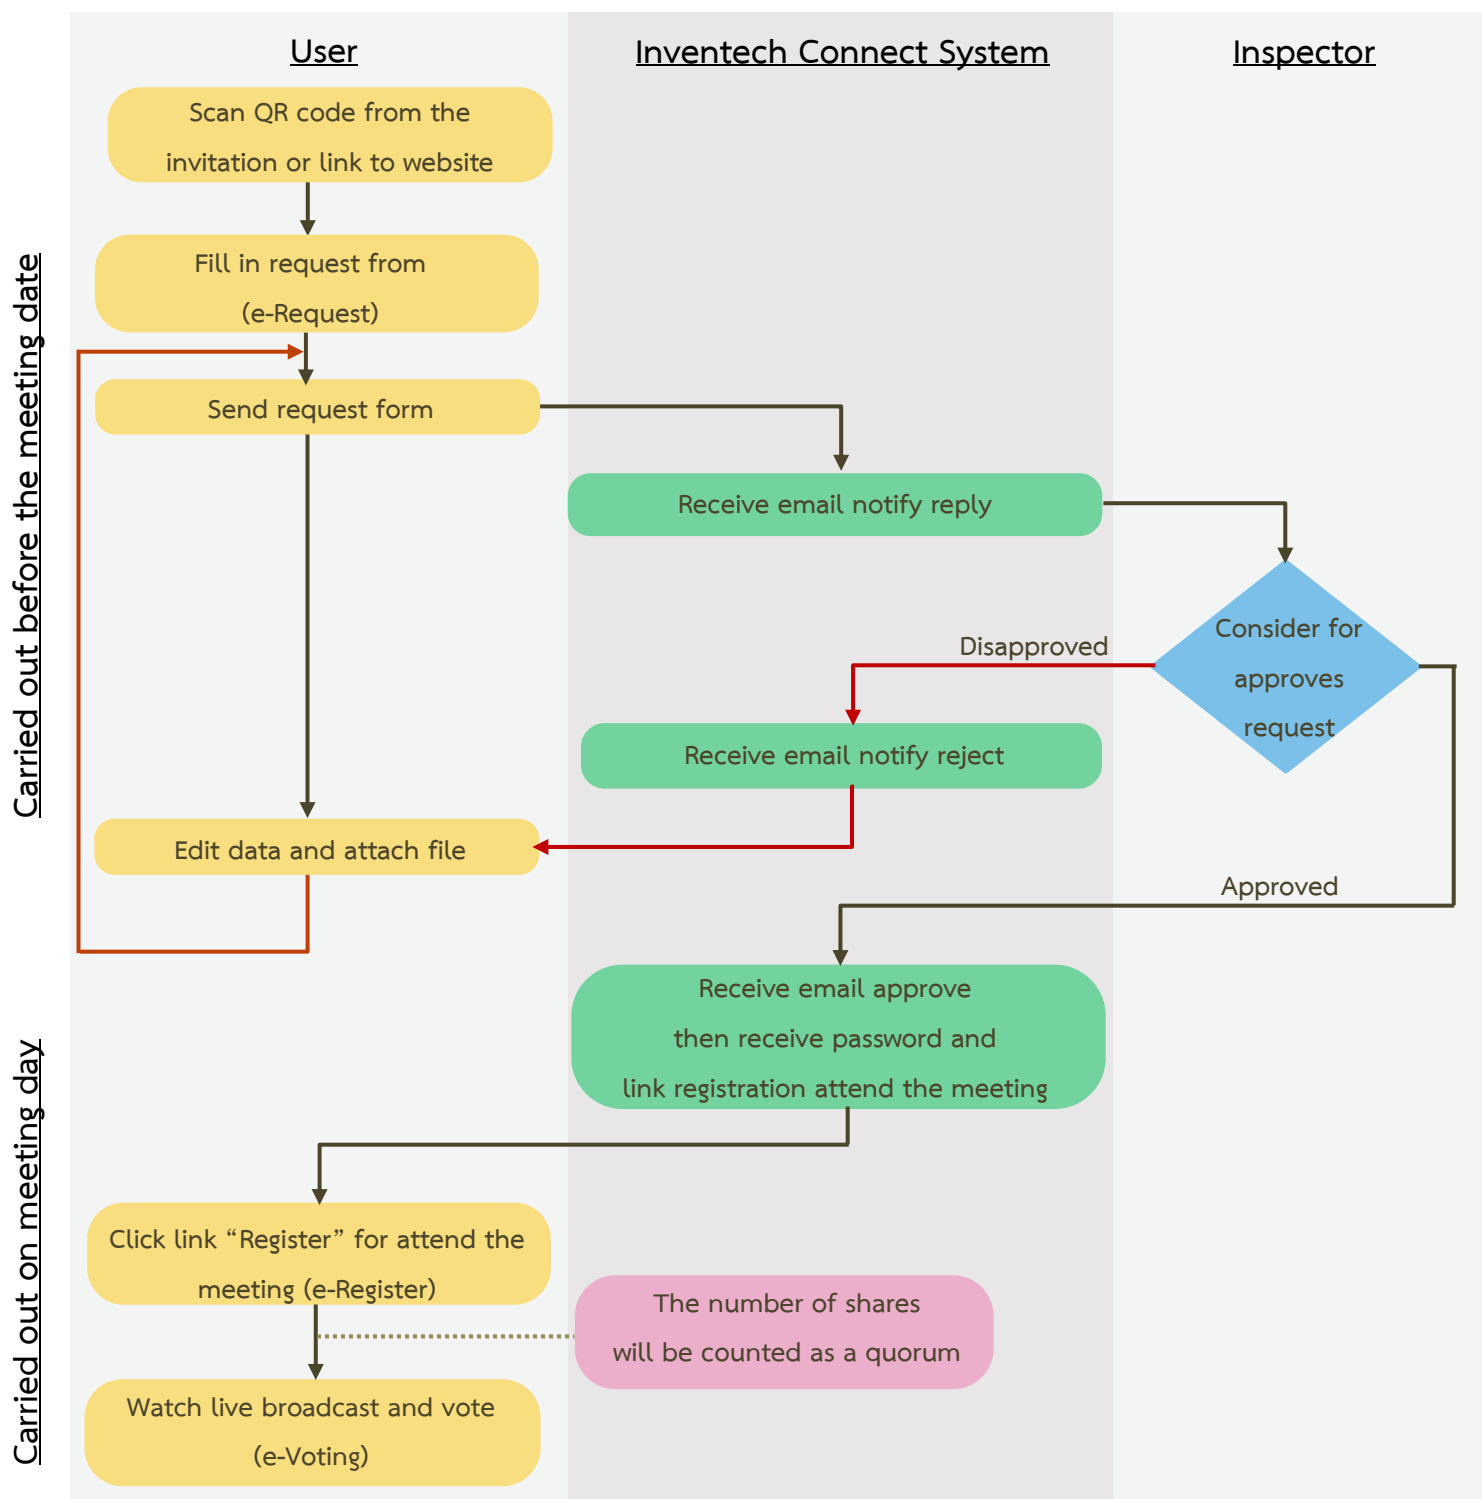 User
Inventech Connect System
Inspector
Carried out before the meeting date
Scan QR code from the
invitation or link to website
Fill in request from
(e-Request)
Send request form
Receive email notify reply
Consider for
approves
request
Disapproved
Receive email notify reject
Edit data and attach file
Approved
Receive email approve
then receive password and
link registration attend the meeting
Carried out on meeting day
Click link “Register” for attend the
meeting (e-Register)
The number of shares
will be counted as a quorum
Watch live broadcast and vote
(e-Voting)